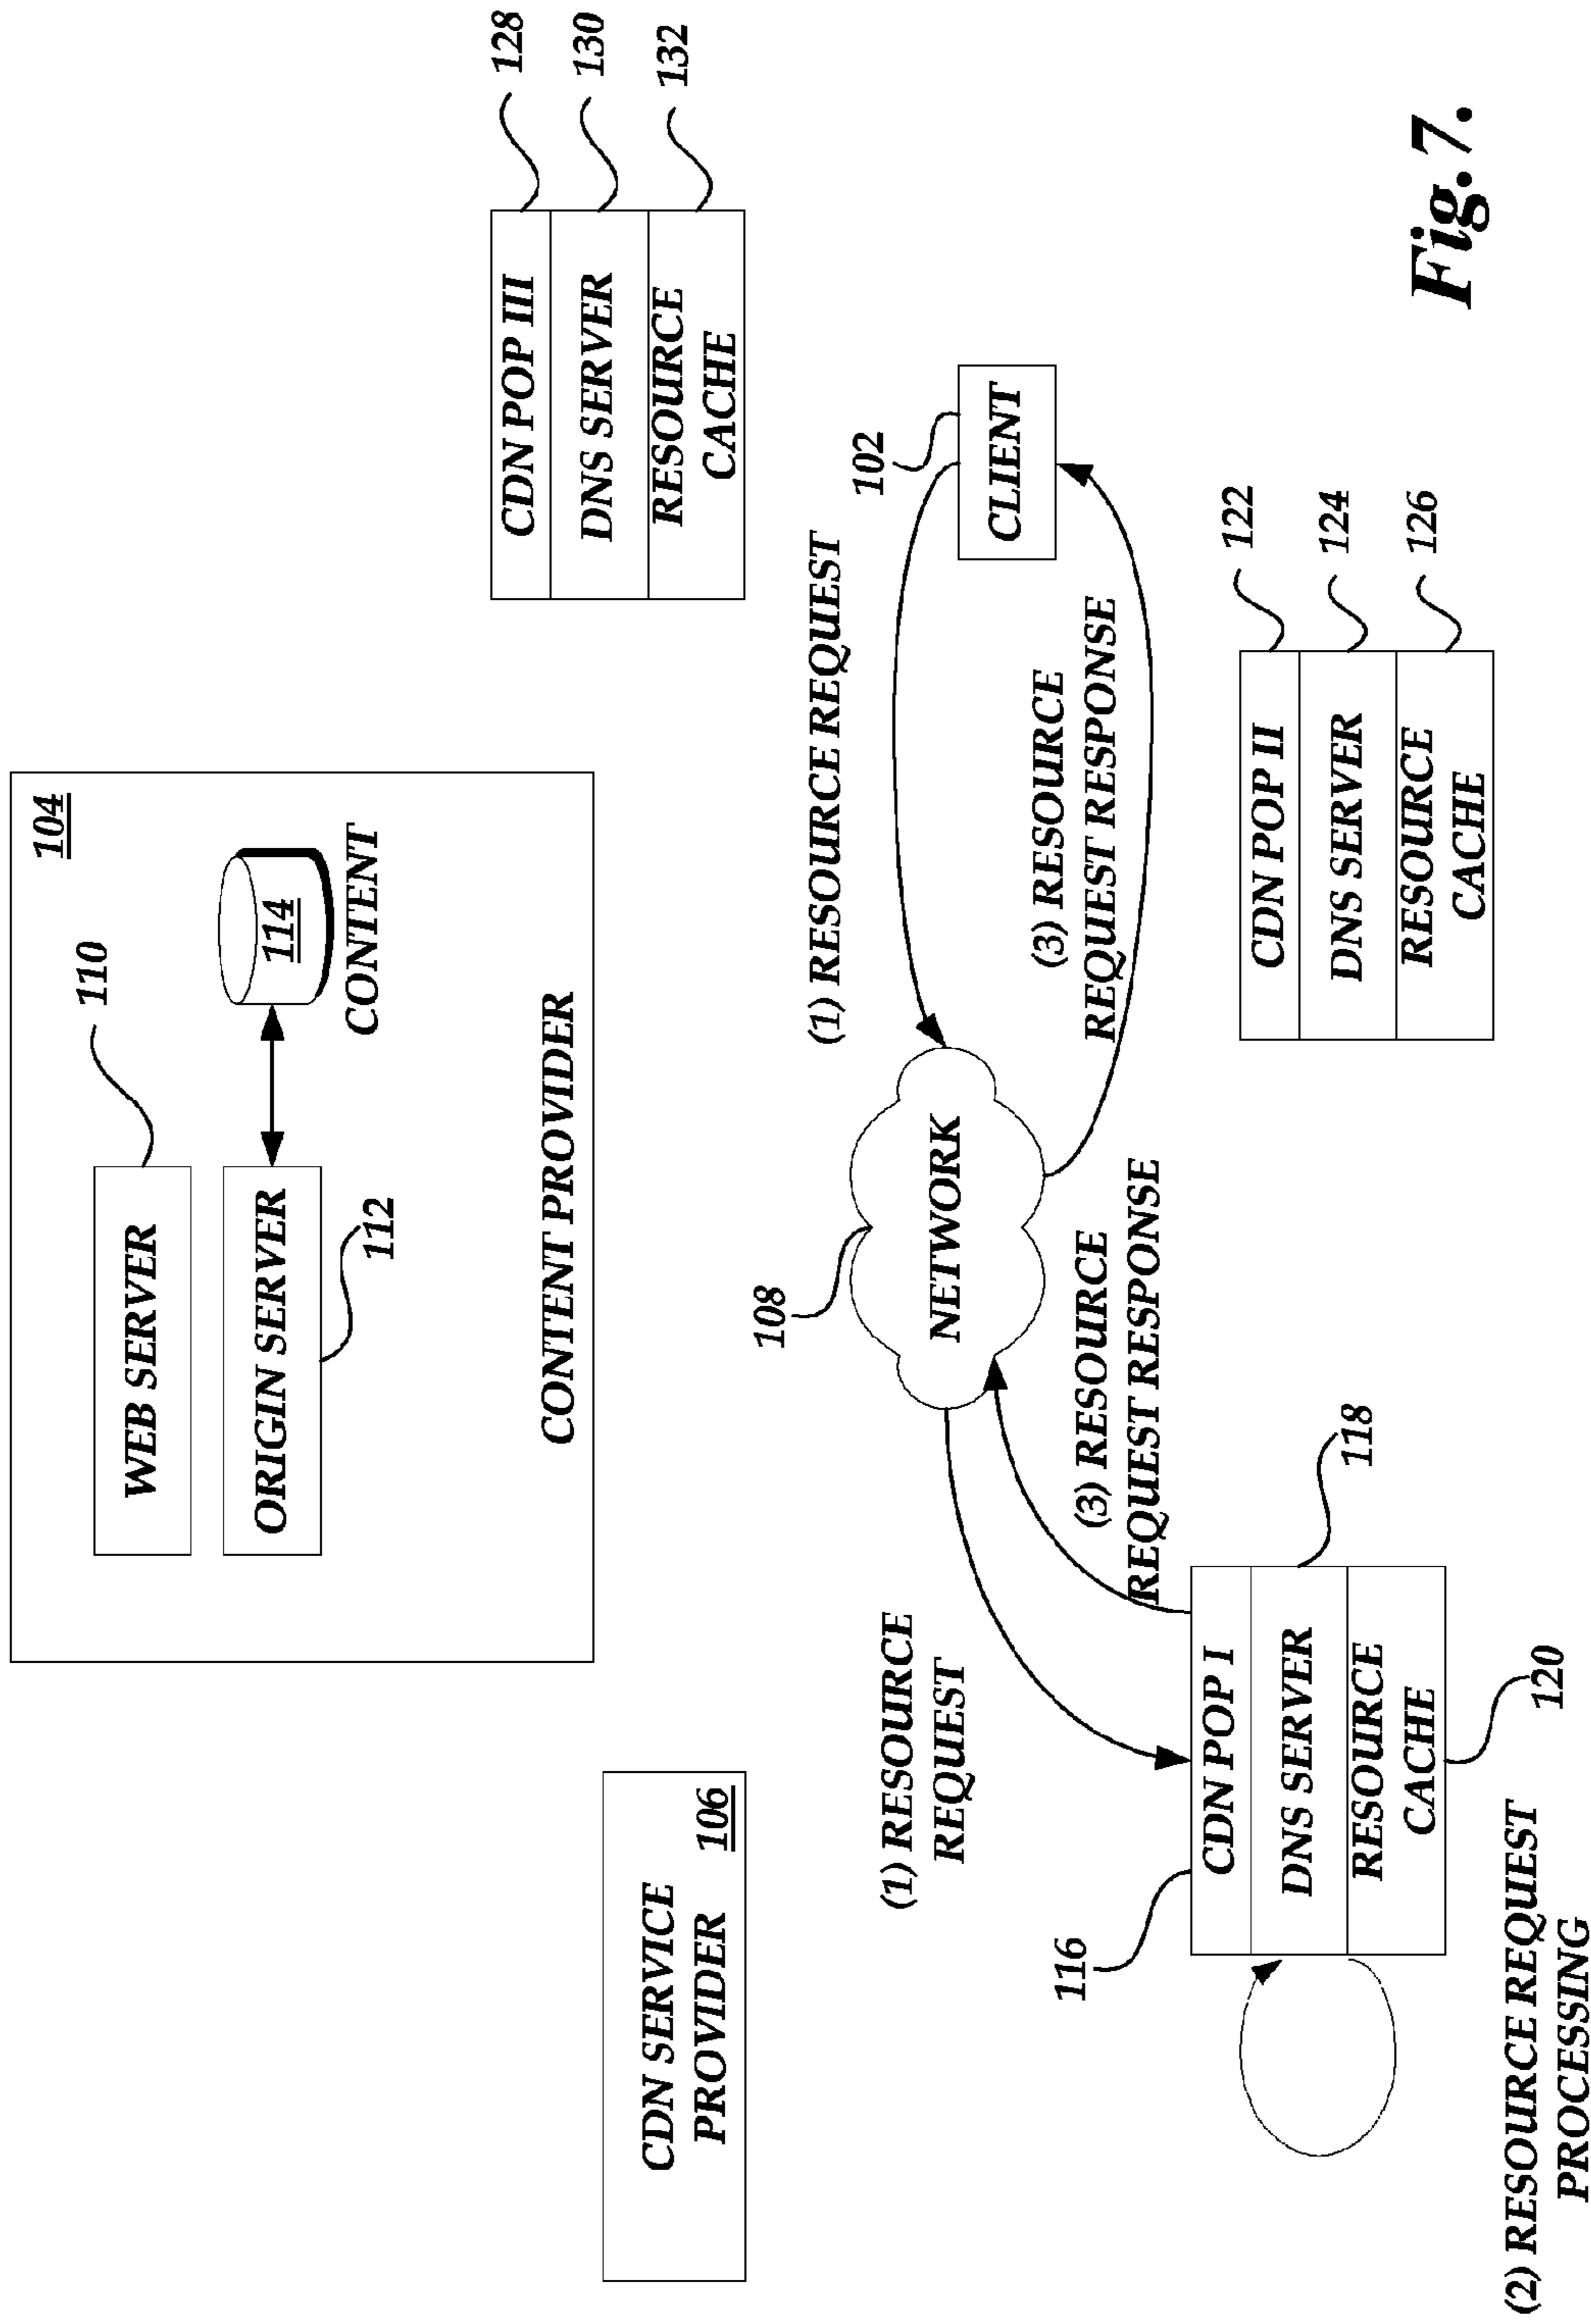 104
WEB SERVER
110
ORIGIN SERVER
112
114
CONTENT
CONTENT PROVIDER
CDN SERVICE
PROVIDER
106
CDN POP III
128
DNS SERVER
130
RESOURCE
CACHE
132
108
NETWORK
(1) RESOURCE REQUEST
102
CLIENT
(1) RESOURCE
REQUEST
(3) RESOURCE
REQUEST RESPONSE
(3) RESOURCE
REQUEST RESPONSE
116
CDN POP I
DNS SERVER
118
RESOURCE
CACHE
120
(2) RESOURCE REQUEST
PROCESSING
CDN POP II
122
DNS SERVER
124
RESOURCE
CACHE
126
Fig. 7.